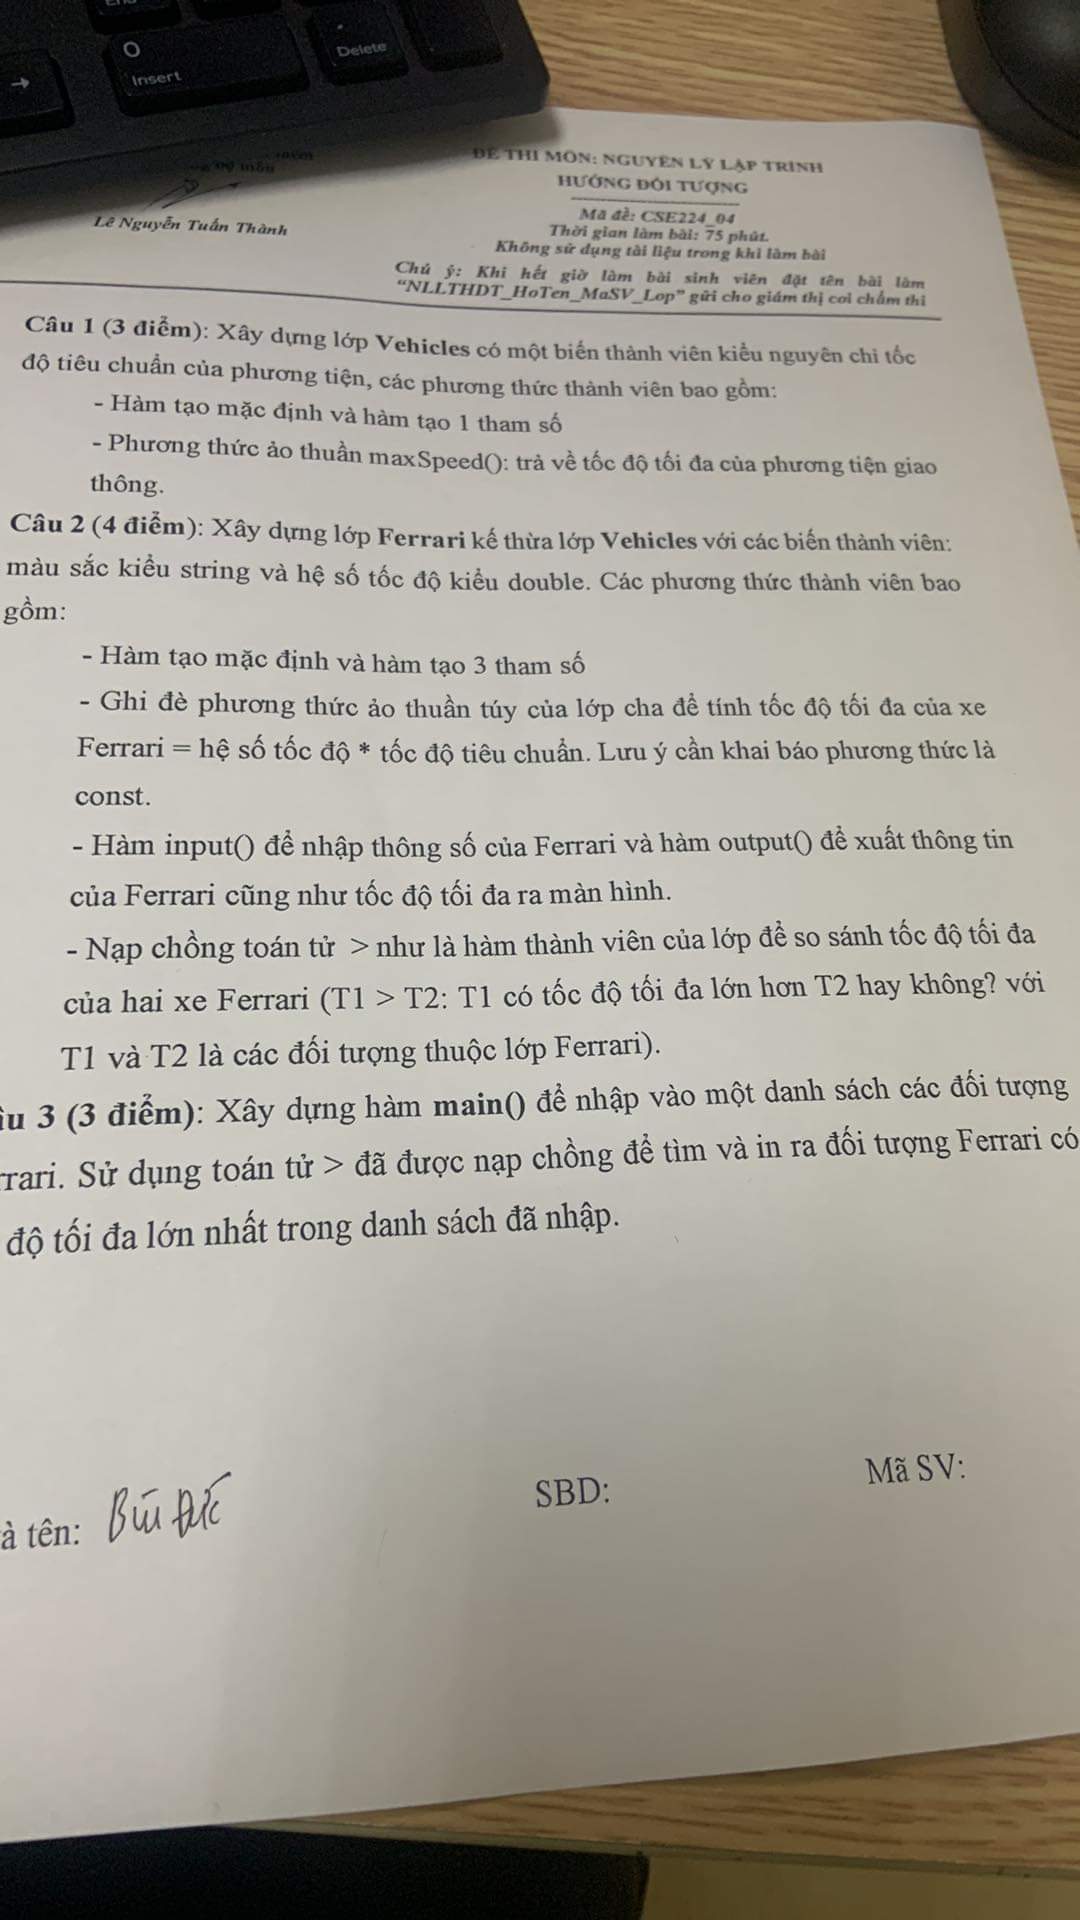 Insert
Delete
ĐỀ THI MÔN: NGUYÊN LÝ LẬP TRÌNH
HƯỚNG ĐỐI TƯỢNG
Lê Nguyễn Tuấn Thành
Mã đề: CSE224_04
Thời gian làm bài: 75 phút.
Không sử dụng tài liệu trong khi làm bài
Chú ý: Khi hết giờ làm bài sinh viên đặt tên bài làm
“NLLTHDT_HoTen_MaSV_Lop” gửi cho giám thị coi chấm thi
Câu 1 (3 điểm): Xây dựng lớp Vehicles có một biến thành viên kiểu nguyên chỉ tốc
độ tiêu chuẩn của phương tiện, các phương thức thành viên bao gồm:
- Hàm tạo mặc định và hàm tạo 1 tham số
- Phương thức ảo thuần maxSpeed(): trả về tốc độ tối đa của phương tiện giao
thông.
Câu 2 (4 điểm): Xây dựng lớp Ferrari kế thừa lớp Vehicles với các biến thành viên:
màu sắc kiểu string và hệ số tốc độ kiểu double. Các phương thức thành viên bao
gồm:
- Hàm tạo mặc định và hàm tạo 3 tham số
- Ghi đè phương thức ảo thuần túy của lớp cha để tính tốc độ tối đa của xe
Ferrari = hệ số tốc độ * tốc độ tiêu chuẩn. Lưu ý cần khai báo phương thức là
const.
- Hàm input() để nhập thông số của Ferrari và hàm output() để xuất thông tin
của Ferrari cũng như tốc độ tối đa ra màn hình.
- Nạp chồng toán tử > như là hàm thành viên của lớp để so sánh tốc độ tối đa
của hai xe Ferrari (T1 > T2: T1 có tốc độ tối đa lớn hơn T2 hay không? với
T1 và T2 là các đối tượng thuộc lớp Ferrari).
3 (3 điểm): Xây dựng hàm main() để nhập vào một danh sách các đối tượng
rrari. Sử dụng toán tử > đã được nạp chồng để tìm và in ra đối tượng Ferrari có
độ tối đa lớn nhất trong danh sách đã nhập.
à tên: Bùi
SBD:
Mã SV: